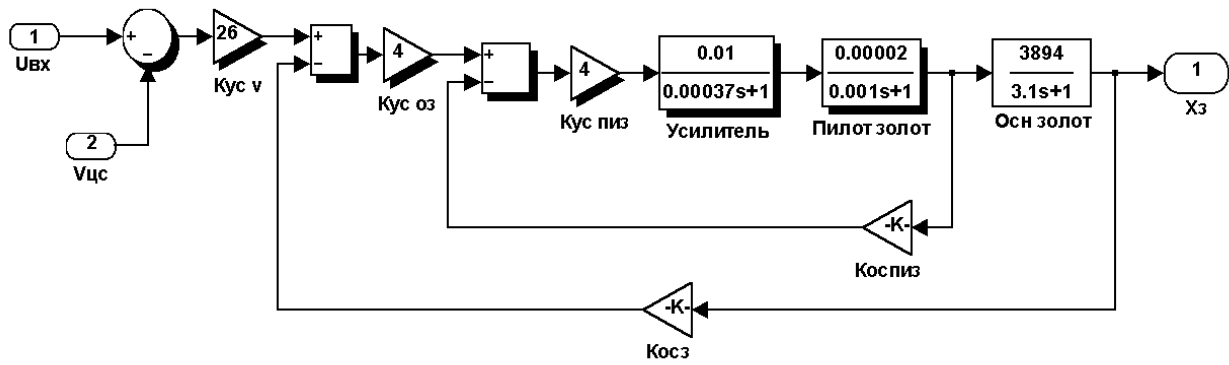 1
Uвх
+
−
2
Vцс
26
Кус v
+
−
4
Кус оз
+
−
4
Кус пиз
0.01
0.00037s+1
Усилитель
0.00002
0.001s+1
Пилот золот
3894
3.1s+1
Осн золот
1
Хз
-K-
Коспиз
-K-
Косз